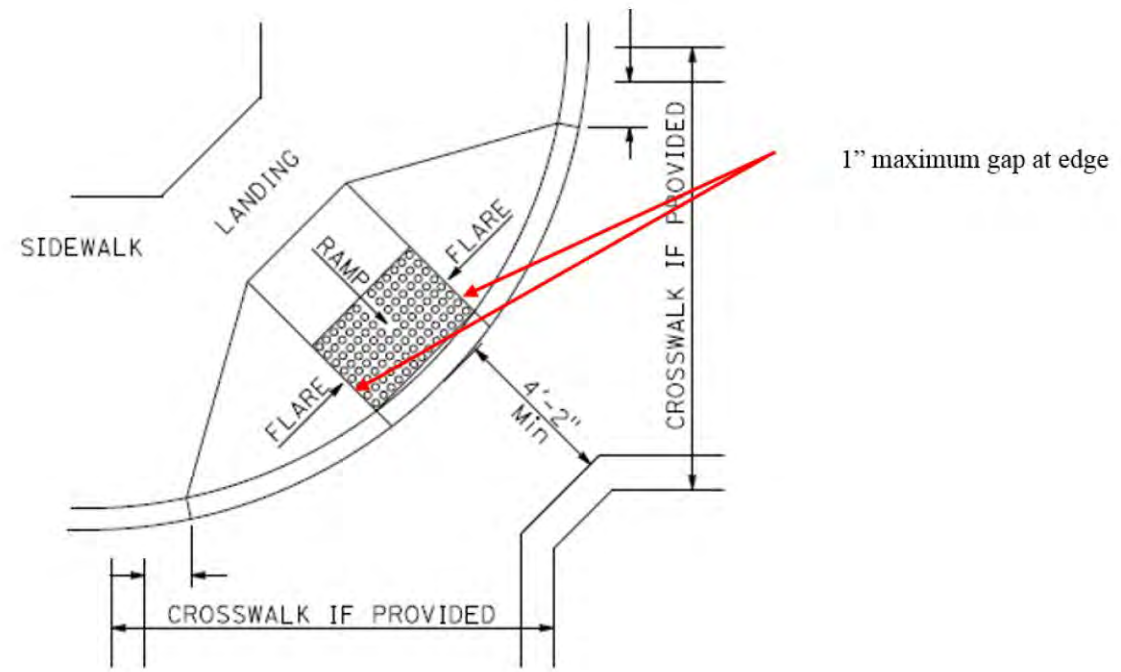 SIDEWALK
LANDING
RAMP
FLARE
FLARE
4'-2"
Min
CROSSWALK IF PROVIDED
CROSSWALK IF PROVIDED
1” maximum gap at edge